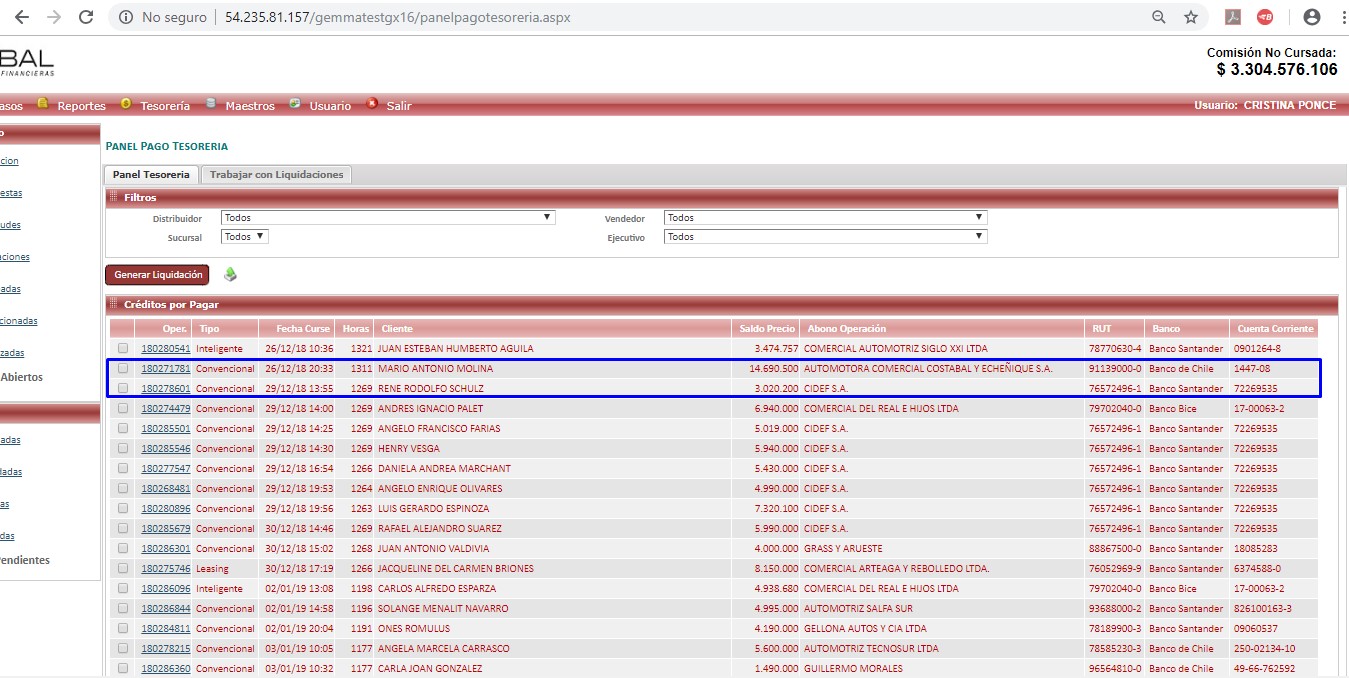 No seguro 54.235.81.157/gemmatestgx16/panelpagotesoreria.aspx
BAL
FINANCIERAS
Comisión No Cursada:
$ 3.304.576.106
asos Reportes Tesorería Maestros Usuario Salir Usuario: CRISTINA PONCE
o
cion
estas
udes
aciones
adas
cionadas
zadas
Abiertos
adas
dadas
as
das
Pendientes
PANEL PAGO TESORERIA
Panel Tesoreria Trabajar con Liquidaciones
Filtros
Distribuidor Todos Vendedor Todos
Sucursal Todos Ejecutivo Todos
Generar Liquidación
Créditos por Pagar
Oper. Tipo Fecha Curse Horas Cliente Saldo Precio Abono Operación RUT Banco Cuenta Corriente
180280541 Inteligente 26/12/18 10:36 1321 JUAN ESTEBAN HUMBERTO AGUILA 3.474.757 COMERCIAL AUTOMOTRIZ SIGLO XXI LTDA 78770630-4 Banco Santander 0901264-8
180271781 Convencional 26/12/18 20:33 1311 MARIO ANTONIO MOLINA 14.690.500 AUTOMOTORA COMERCIAL COSTABAL Y ECHEÑIQUE S.A. 91139000-0 Banco de Chile 1447-08
180278601 Convencional 29/12/18 13:55 1269 RENE RODOLFO SCHULZ 3.020.200 CIDEF S.A. 76572496-1 Banco Santander 72269535
180274479 Convencional 29/12/18 14:00 1269 ANDRES IGNACIO PALET 6.940.000 COMERCIAL DEL REAL E HIJOS LTDA 79702040-0 Banco Bice 17-00063-2
180285501 Convencional 29/12/18 14:25 1269 ANGELO FRANCISCO FARIAS 5.019.000 CIDEF S.A. 76572496-1 Banco Santander 72269535
180285546 Convencional 29/12/18 14:30 1269 HENRY VESGA 5.940.000 CIDEF S.A. 76572496-1 Banco Santander 72269535
180277547 Convencional 29/12/18 16:54 1266 DANIELA ANDREA MARCHANT 5.430.000 CIDEF S.A. 76572496-1 Banco Santander 72269535
180268481 Convencional 29/12/18 19:53 1264 ANGELO ENRIQUE OLIVARES 4.990.000 CIDEF S.A. 76572496-1 Banco Santander 72269535
180280896 Convencional 29/12/18 19:56 1263 LUIS GERARDO ESPINOZA 7.320.100 CIDEF S.A. 76572496-1 Banco Santander 72269535
180285679 Convencional 30/12/18 14:46 1269 RAFAEL ALEJANDRO SUAREZ 5.990.000 CIDEF S.A. 76572496-1 Banco Santander 72269535
180286301 Convencional 30/12/18 15:02 1268 JUAN ANTONIO VALDIVIA 4.000.000 GRASS Y ARUESTE 88867500-0 Banco Santander 18085283
180275746 Leasing 30/12/18 17:19 1266 JACQUELINE DEL CARMEN BRIONES 8.150.000 COMERCIAL ARTEAGA Y REBOLLEDO LTDA. 76052969-9 Banco Santander 6374588-0
180286096 Inteligente 02/01/19 13:08 1198 CARLOS ALFREDO ESPARZA 4.938.680 COMERCIAL DEL REAL E HIJOS LTDA 79702040-0 Banco Bice 17-00063-2
180286844 Convencional 02/01/19 14:58 1196 SOLANGE MENALIT NAVARRO 4.995.000 AUTOMOTRIZ SALFA SUR 93688000-2 Banco Santander 826100163-3
180284811 Convencional 02/01/19 20:04 1191 ONES ROMULUS 4.190.000 GELLONA AUTOS Y CIA LTDA 78189900-3 Banco Santander 09060537
180278215 Convencional 03/01/19 10:05 1177 ANGELA MARCELA CARRASCO 5.600.000 AUTOMOTRIZ TECNOSUR LTDA 78585230-3 Banco de Chile 250-02134-10
180286360 Convencional 03/01/19 10:32 1177 CARLA JOAN GONZALEZ 1.490.000 GUILLERMO MORALES 96564810-0 Banco de Chile 49-66-762592